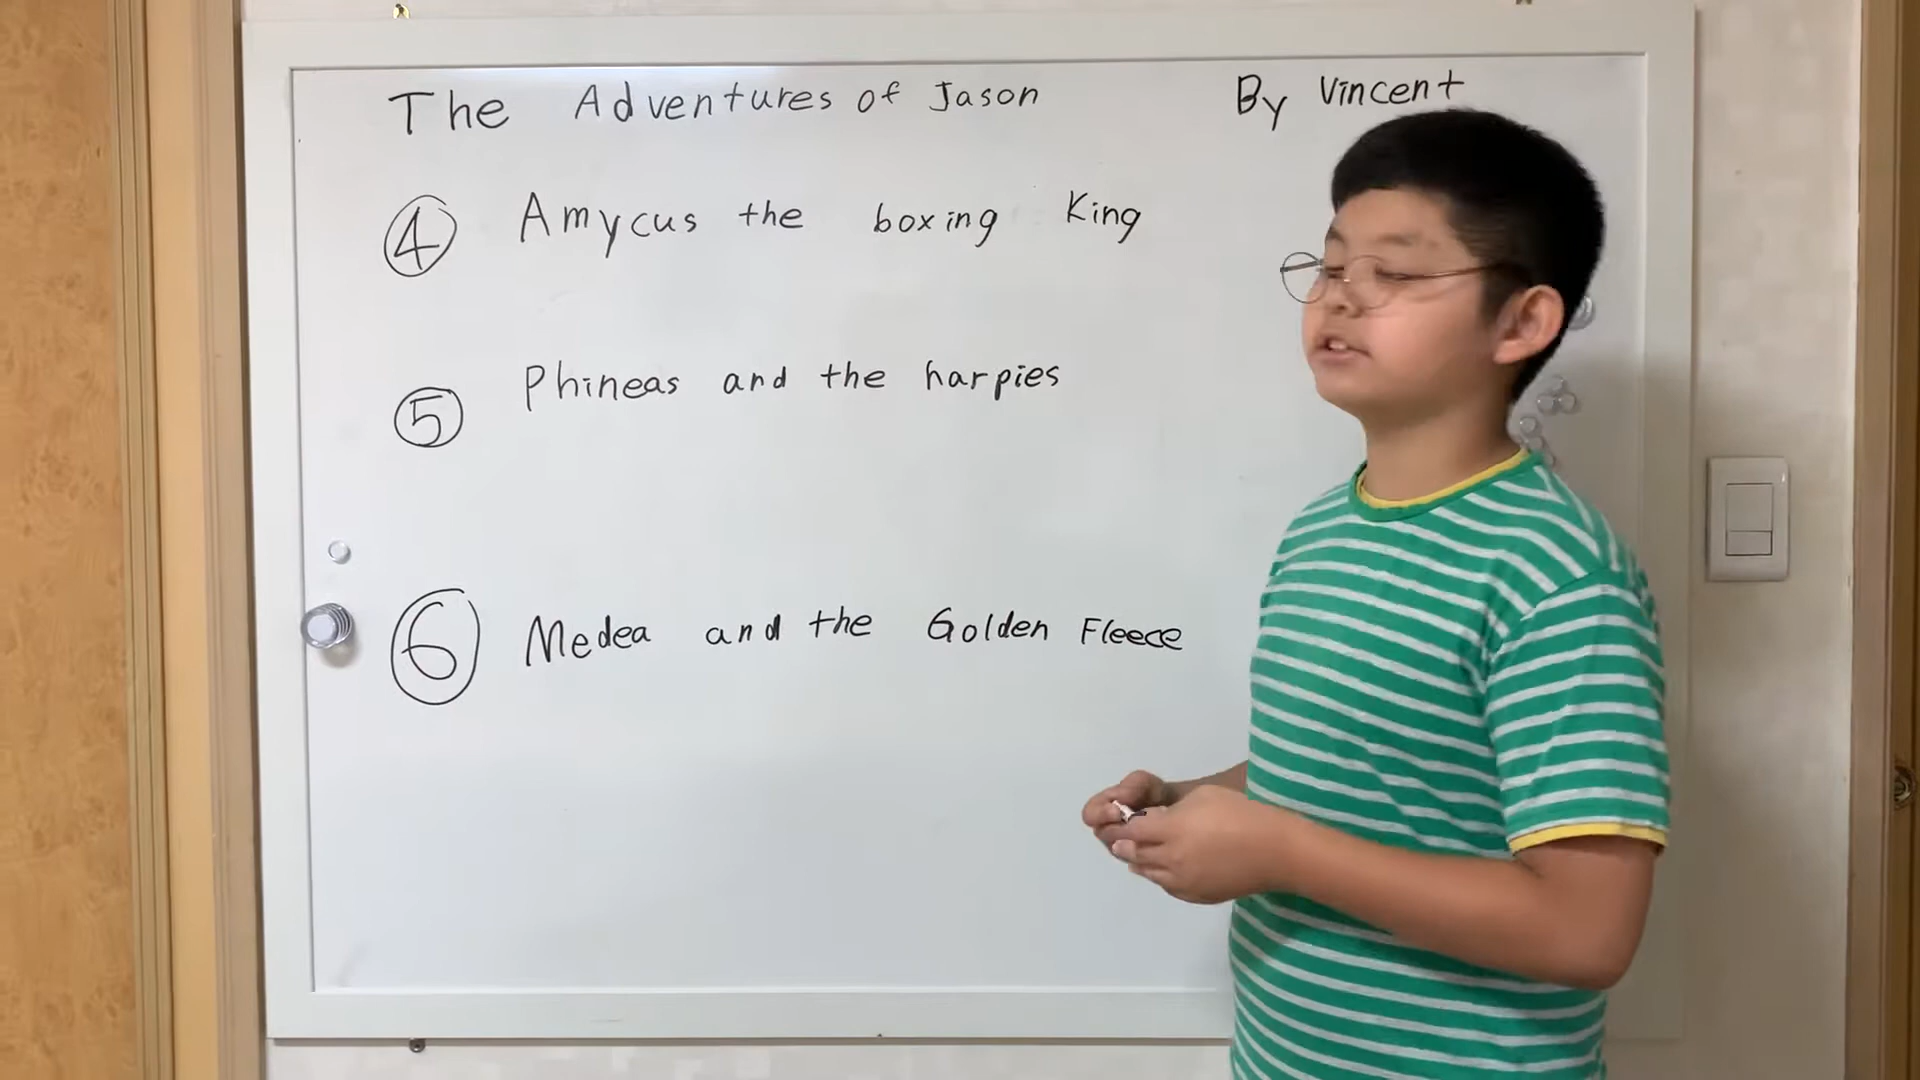 The Adventures of Jason By Vincent
4 Amycus the boxing King
5 Phineas and the harpies
6 Medea and the Golden Fleece